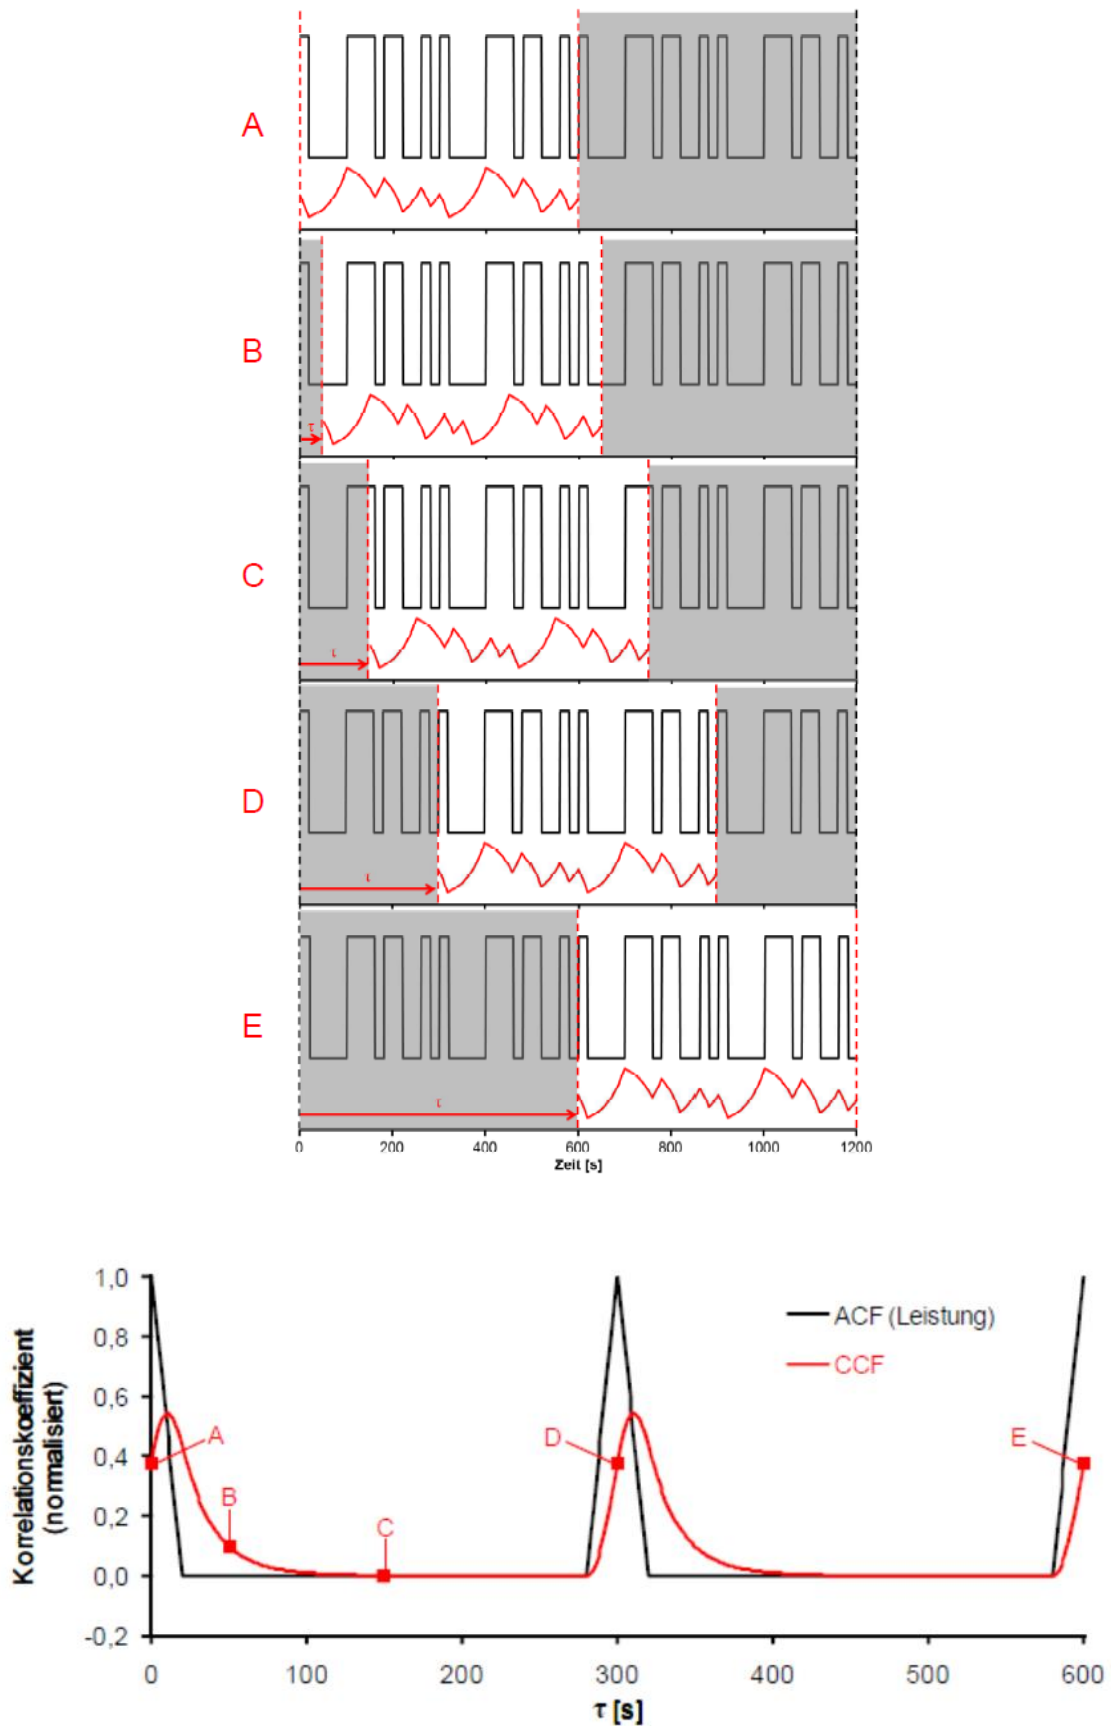 A
B
τ
C
τ
D
τ
E
τ
0 200 400 600 800 1000 1200
Zeit [s]
1,0
0,8
0,6
0,4
0,2
0,0
-0,2
Korrelationskoeffizient
(normalisiert)
ACF (Leistung)
CCF
A
B
C
D
E
0 100 200 300 400 500 600
τ [s]